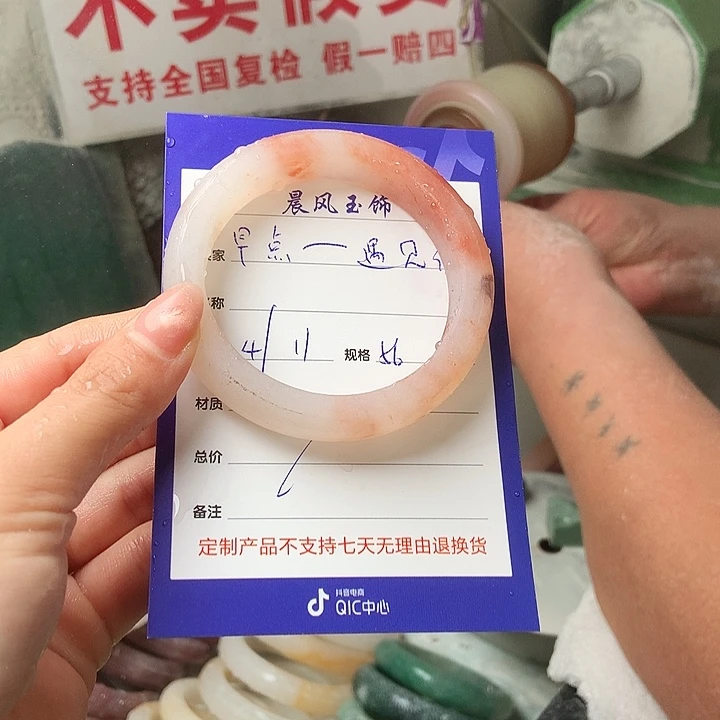 不卖假货
支持全国复检 假一赔四
晨风玉饰
家 早点一遇见
称
4/11 规格 56
材质
总价
备注
定制产品不支持七天无理由退换货
抖音电商
QIC中心